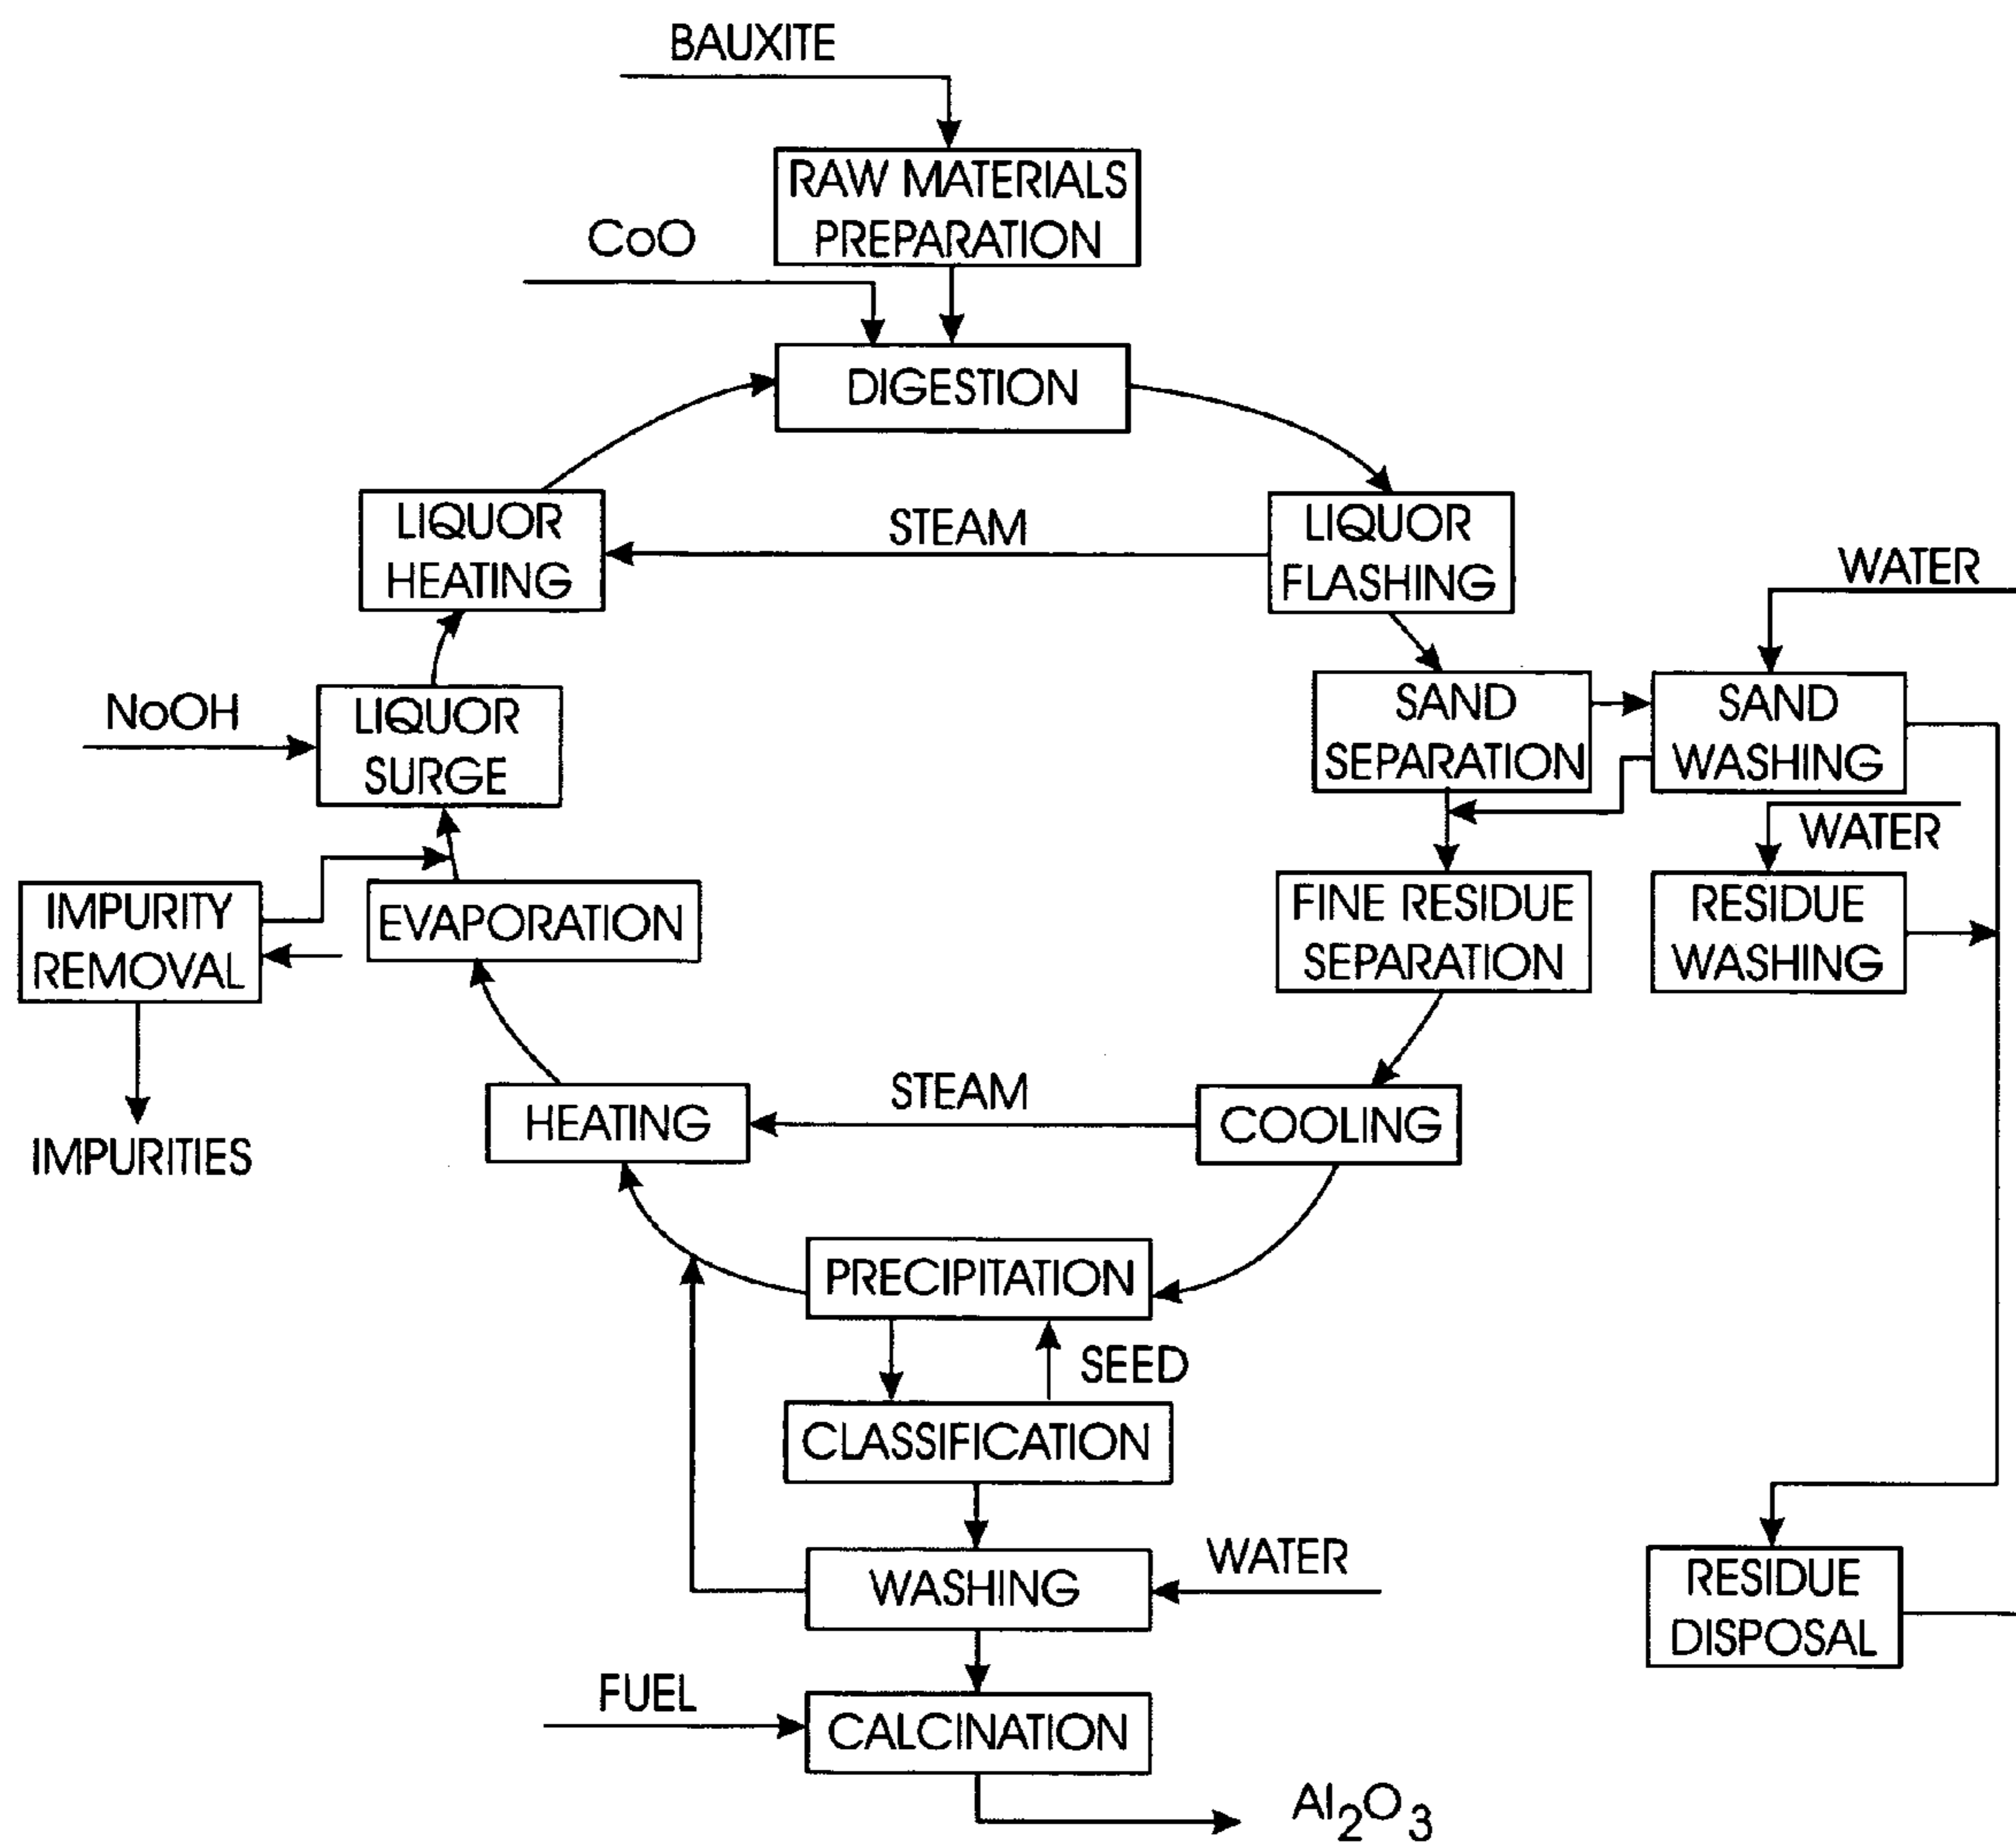 BAUXITE
RAW MATERIALS
PREPARATION
CoO
DIGESTION
LIQUOR
HEATING
STEAM
LIQUOR
FLASHING
WATER
NoOH
LIQUOR
SURGE
SAND
SEPARATION
SAND
WASHING
WATER
IMPURITY
REMOVAL
EVAPORATION
FINE RESIDUE
SEPARATION
RESIDUE
WASHING
IMPURITIES
HEATING
STEAM
COOLING
PRECIPITATION
SEED
CLASSIFICATION
WASHING
WATER
RESIDUE
DISPOSAL
FUEL
CALCINATION
Al2O3